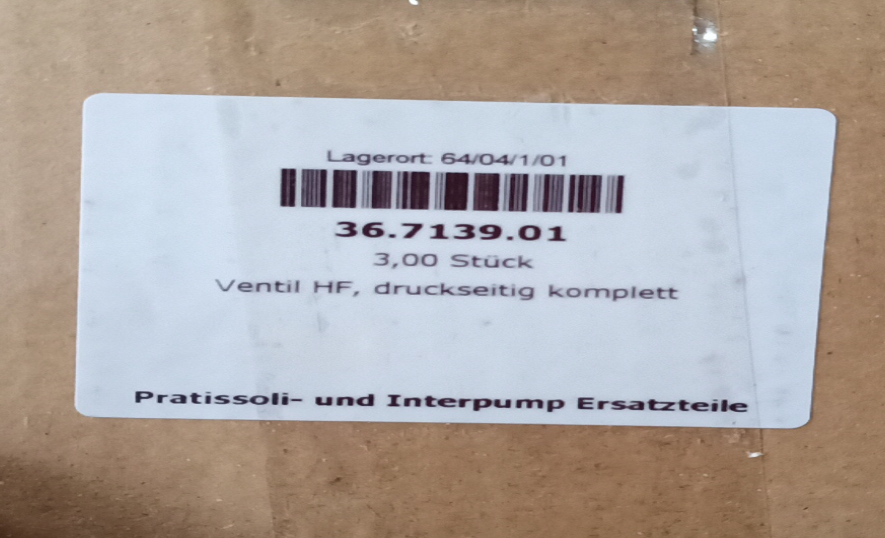 Lagerort: 64/04/1/01
36.7139.01
3,00 Stück
Ventil HF, druckseitig komplett
Pratissoli- und Interpump Ersatzteile